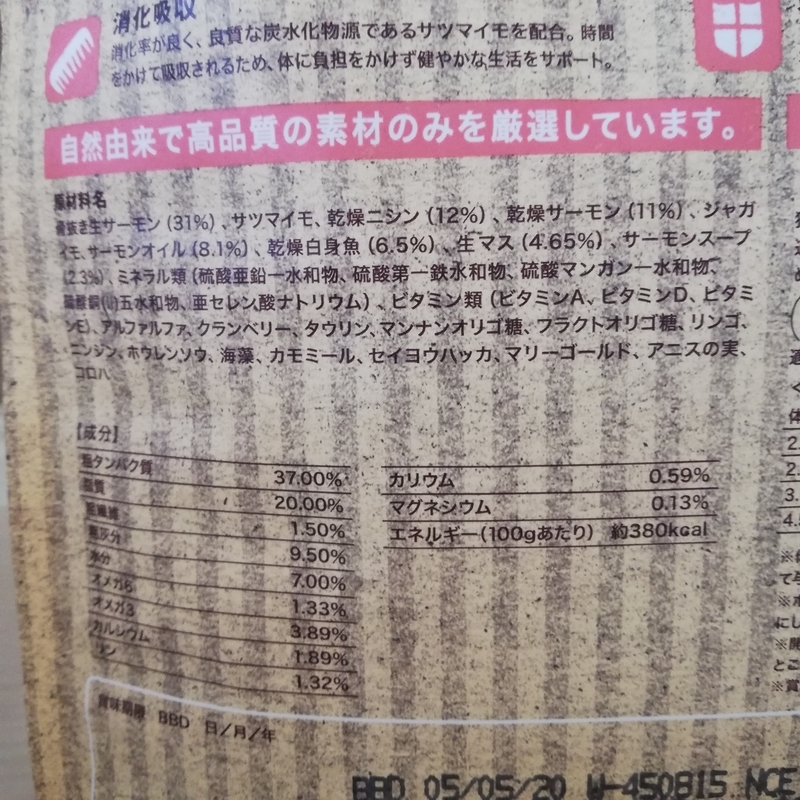 消化吸収
消化率が良く、良質な炭水化物源であるサツマイモを配合。時間
をかけて吸収されるため、体に負担をかけず健やかな生活をサポート。
自然由来で高品質の素材のみを厳選しています。
原材料名
骨抜き生サーモン (31%) 、サツマイモ、乾燥ニシン (12%) 、乾燥サーモン (11%) 、ジャガ
イモ、サーモンオイル (8.1%) 、乾燥白身魚 (6.5%) 、生マス (4.65%) 、サーモンスープ
(2.3%) 、ミネラル類 (硫酸亜鉛一水和物、硫酸第一鉄水和物、硫酸マンガン一水和物、
硫酸銅(II)五水和物、亜セレン酸ナトリウム) 、ビタミン類 (ビタミンA、ビタミンD、ビタミ
ンE)、アルファルファ、クランベリー、タウリン、マンナンオリゴ糖、フラクトオリゴ糖、リンゴ、
ニンジン、ホウレンソウ、海藻、カモミール、セイヨウハッカ、マリーゴールド、アニスの実、
コロハ
【成分】
粗タンパク質 37.00%
脂質 20.00%
粗繊維 1.50%
粗灰分 9.50%
水分 7.00%
オメガ6 1.33%
オメガ3 3.89%
カルシウム 1.89%
リン 1.32%
カリウム 0.59%
マグネシウム 0.13%
エネルギー(100gあたり) 約380kcal
賞味期限 BBD 日/月/年
BBD 05/05/20 W-450815 NCE